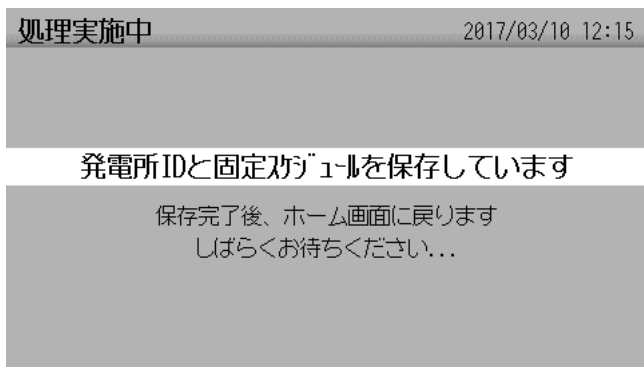 処理実施中 2017/03/10 12:15
発電所IDと固定ｽｹｼﾞｭｰﾙを保存しています
保存完了後、ホーム画面に戻ります
しばらくお待ちください...